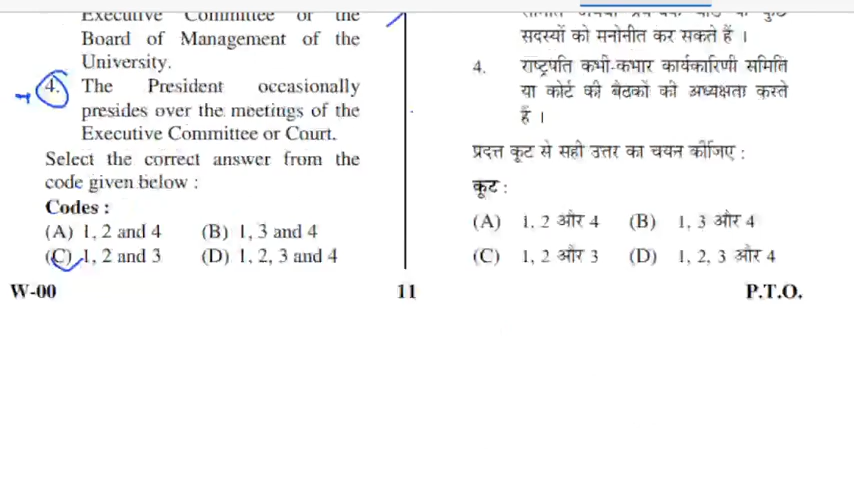 Executive Committee or the
Board of Management of the
University.
4. The President occasionally
presides over the meetings of the
Executive Committee or Court.
Select the correct answer from the
code given below :
Codes :
(A) 1, 2 and 4 (B) 1, 3 and 4
(C) 1, 2 and 3 (D) 1, 2, 3 and 4
सदस्यों को मनोनीत कर सकते हैं ।
4. राष्ट्रपति कभी-कभार कार्यकारिणी समिति
या कोर्ट की बैठकों की अध्यक्षता करते
हैं ।
प्रदत्त कूट से सही उत्तर का चयन कीजिए :
कूट :
(A) 1, 2 और 4 (B) 1, 3 और 4
(C) 1, 2 और 3 (D) 1, 2, 3 और 4
W-00 11 P.T.O.